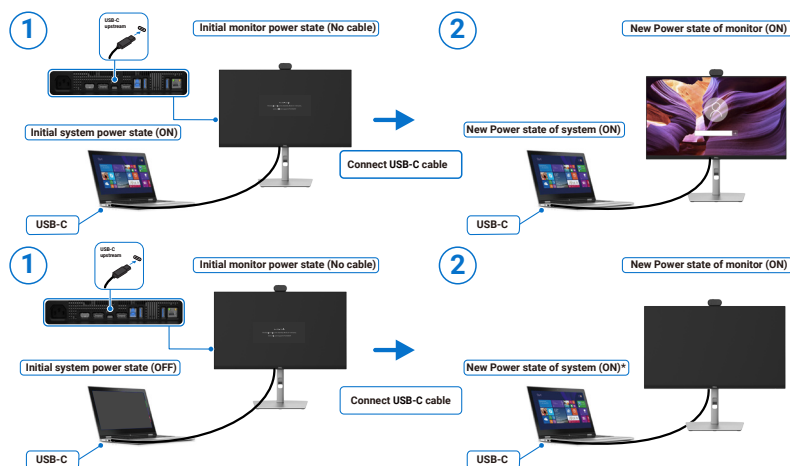 1
USB-C
upstream
Initial monitor power state (No cable)
2
New Power state of monitor (ON)
Initial system power state (ON)
New Power state of system (ON)
Connect USB-C cable
USB-C
USB-C
1
USB-C
upstream
Initial monitor power state (No cable)
2
New Power state of monitor (ON)
Initial system power state (OFF)
New Power state of system (ON)*
Connect USB-C cable
USB-C
USB-C